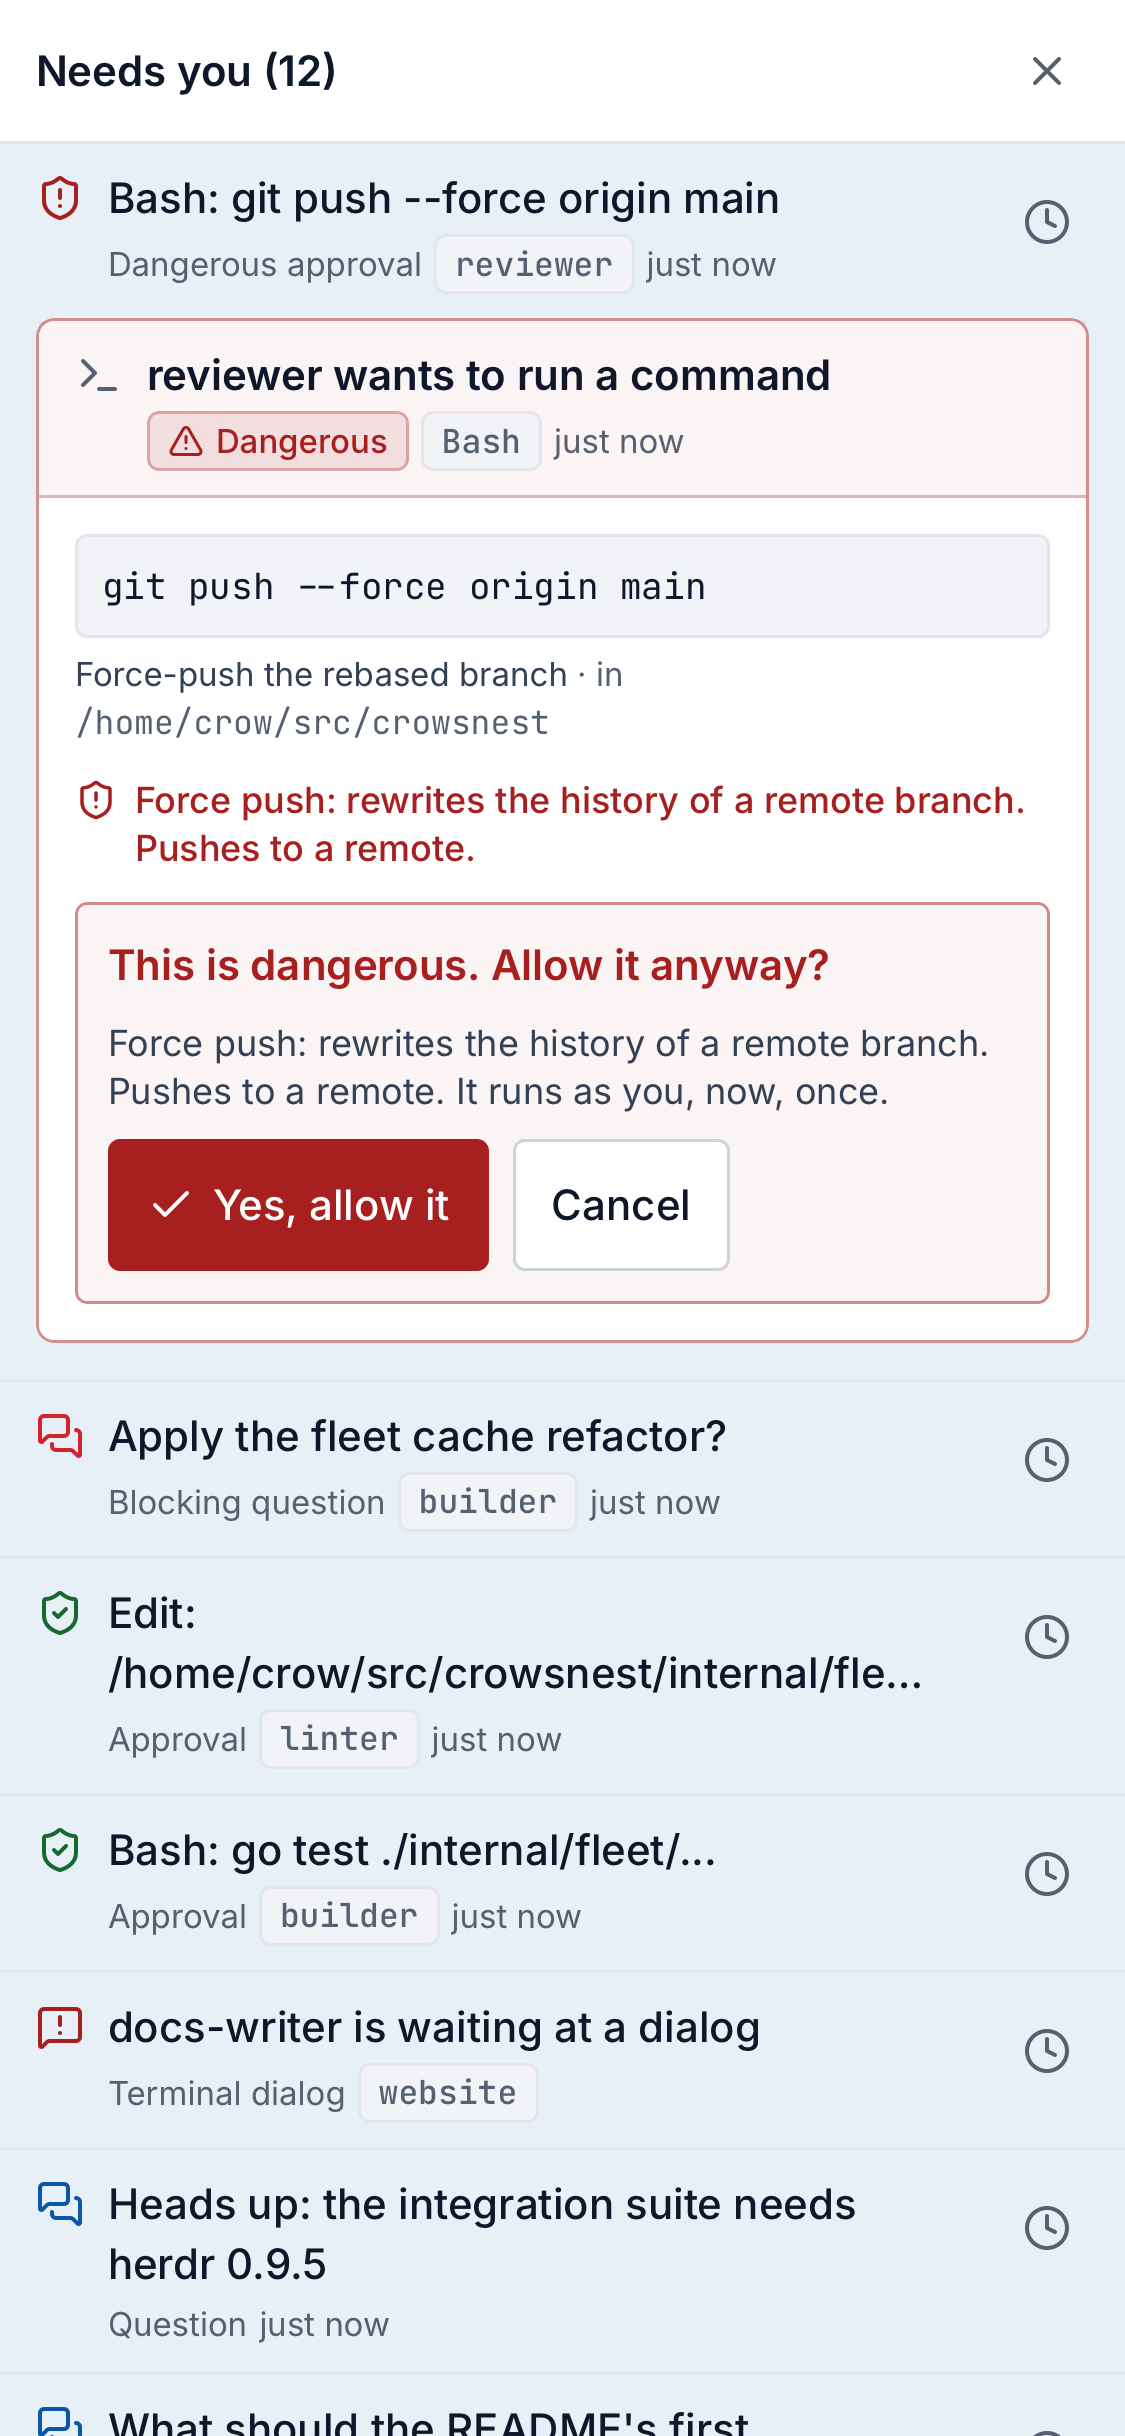 Needs you (12)
Bash: git push --force origin main
Dangerous approval reviewer just now
reviewer wants to run a command
Dangerous Bash just now
git push --force origin main
Force-push the rebased branch · in
/home/crow/src/crowsnest
Force push: rewrites the history of a remote branch.
Pushes to a remote.
This is dangerous. Allow it anyway?
Force push: rewrites the history of a remote branch.
Pushes to a remote. It runs as you, now, once.
Yes, allow it Cancel
Apply the fleet cache refactor?
Blocking question builder just now
Edit:
/home/crow/src/crowsnest/internal/fle...
Approval linter just now
Bash: go test ./internal/fleet/...
Approval builder just now
docs-writer is waiting at a dialog
Terminal dialog website
Heads up: the integration suite needs
herdr 0.9.5
Question just now
What should the README's first